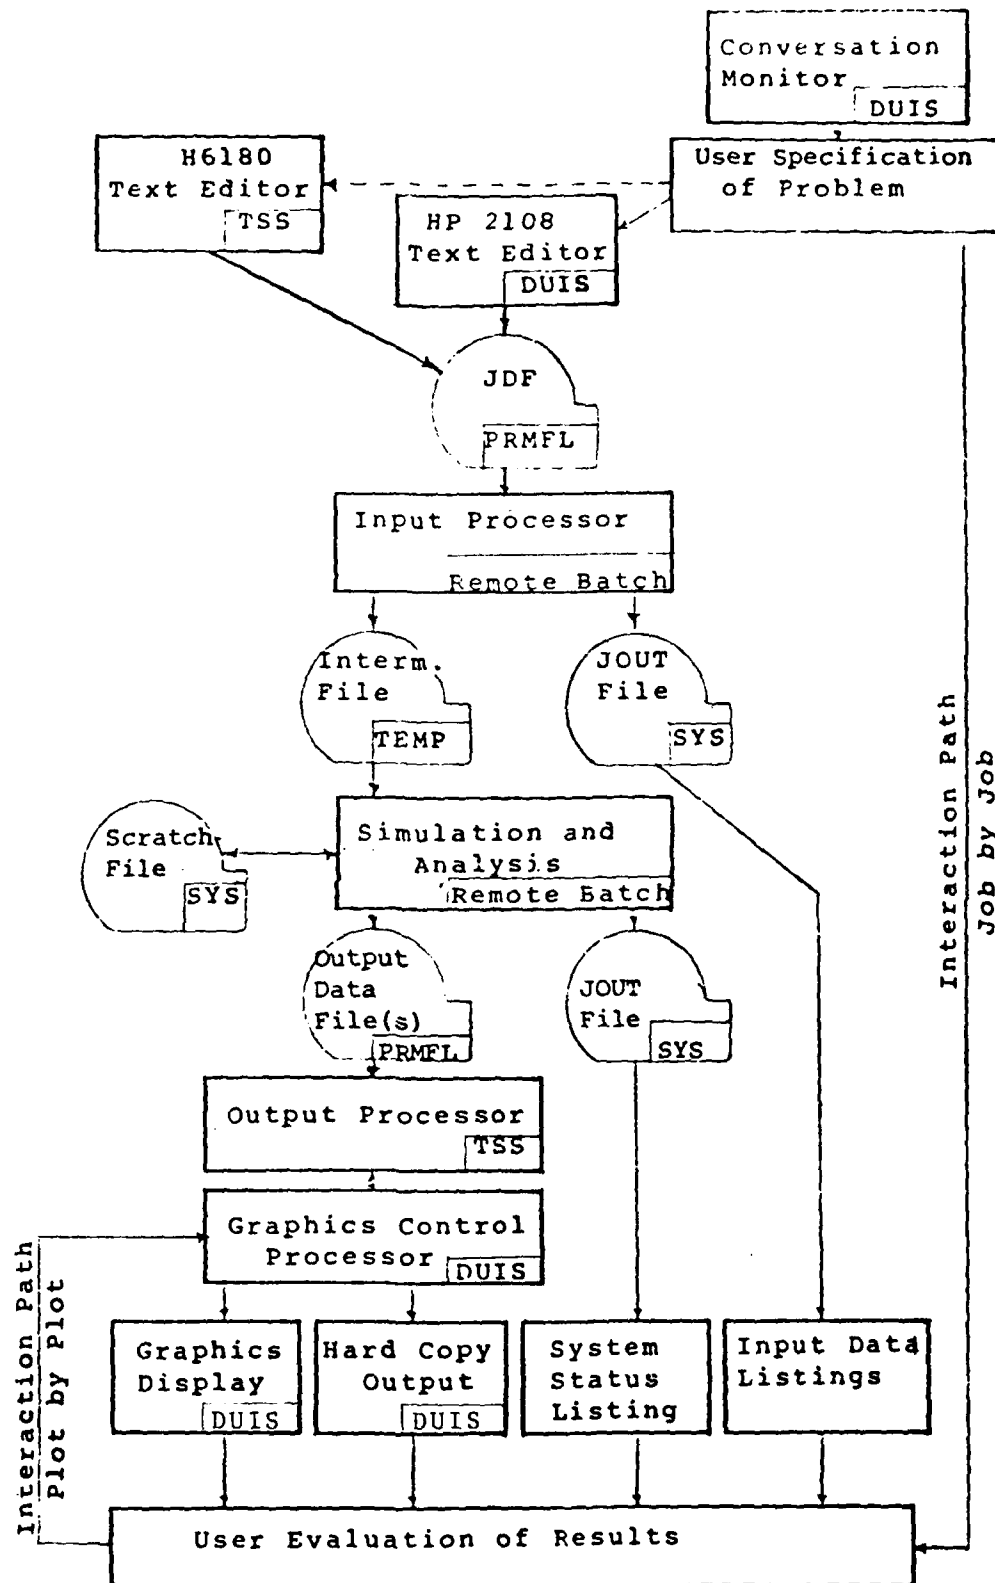 Conversation
Monitor
DUIS
User Specification
of Problem
H6180
Text Editor
TSS
HP 2108
Text Editor
DUIS
JDF
PRMFL
Input Processor
Remote Batch
Interm.
File
TEMP
JOUT
File
SYS
Scratch
File
SYS
Simulation and
Analysis
Remote Batch
Output
Data
File(s)
PRMFL
JOUT
File
SYS
Interaction Path
Job by Job
Output Processor
TSS
Graphics Control
Processor
DUIS
Interaction Path
Plot by Plot
Graphics
Display
DUIS
Hard Copy
Output
DUIS
System
Status
Listing
Input Data
Listings
User Evaluation of Results